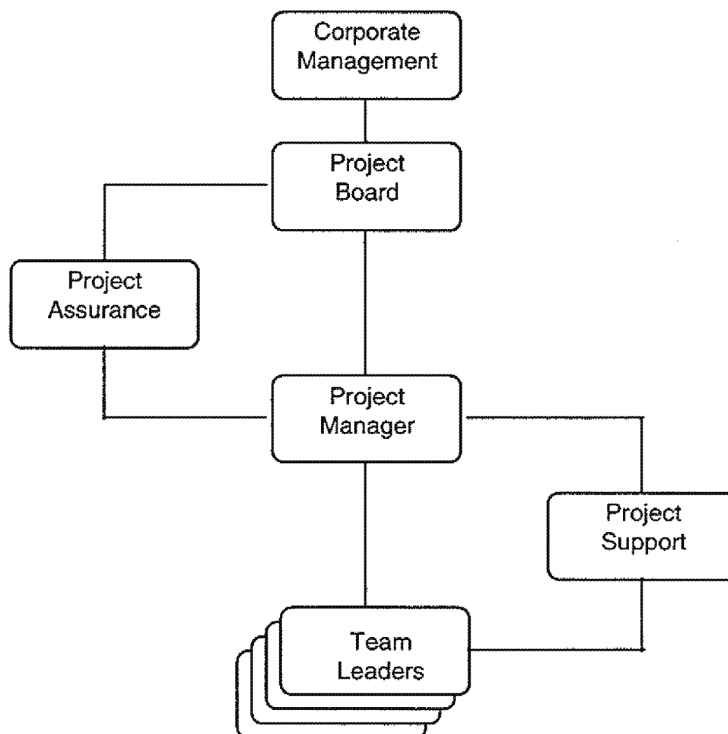 Corporate
Management
Project
Board
Project
Assurance
Project
Manager
Project
Support
Team
Leaders